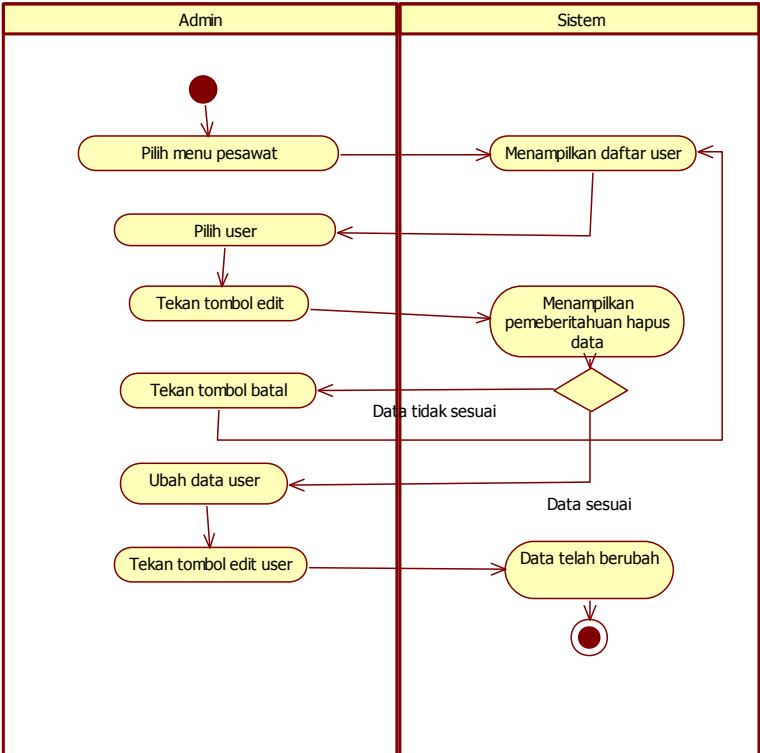 Admin
Sistem
Pilih menu pesawat
Menampilkan daftar user
Pilih user
Tekan tombol edit
Menampilkan
pemeberitahuan hapus
data
Tekan tombol batal
Data tidak sesuai
Ubah data user
Data sesuai
Tekan tombol edit user
Data telah berubah